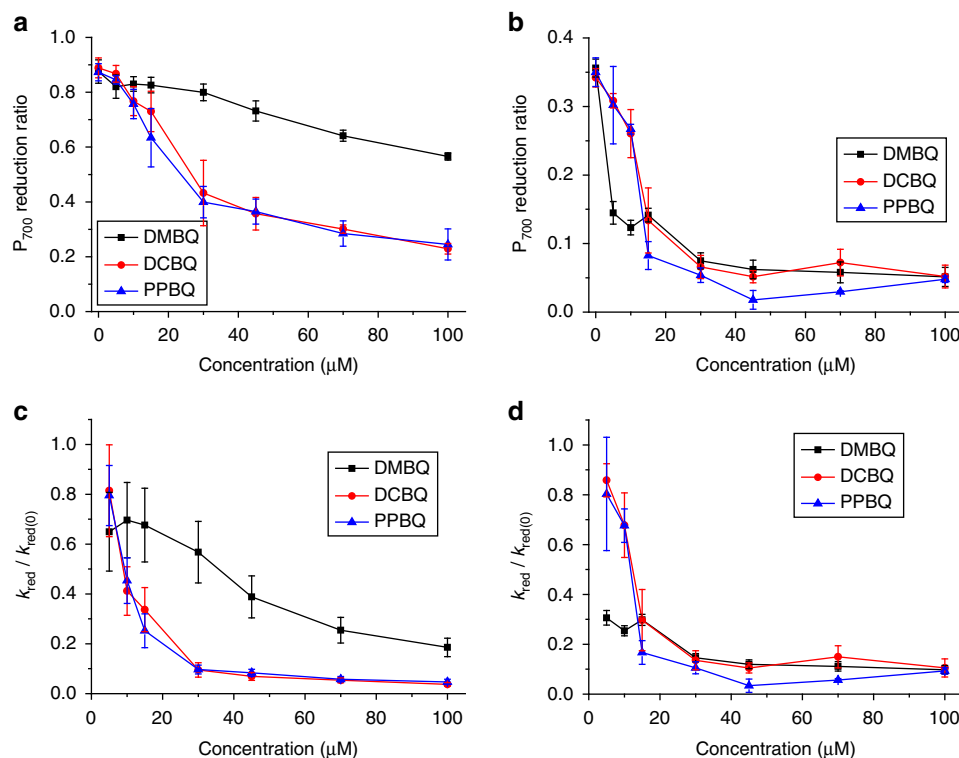 a
1.0
0.8
0.6
0.4
0.2
0.0
P700 reduction ratio
DMBQ
DCBQ
PPBQ
0 20 40 60 80 100
Concentration (μM)
b
0.4
0.3
0.2
0.1
0.0
P700 reduction ratio
DMBQ
DCBQ
PPBQ
0 20 40 60 80 100
Concentration (μM)
c
1.0
0.8
0.6
0.4
0.2
0.0
kred / kred(0)
DMBQ
DCBQ
PPBQ
0 20 40 60 80 100
Concentration (μM)
d
1.0
0.8
0.6
0.4
0.2
0.0
kred / kred(0)
DMBQ
DCBQ
PPBQ
0 20 40 60 80 100
Concentration (μM)